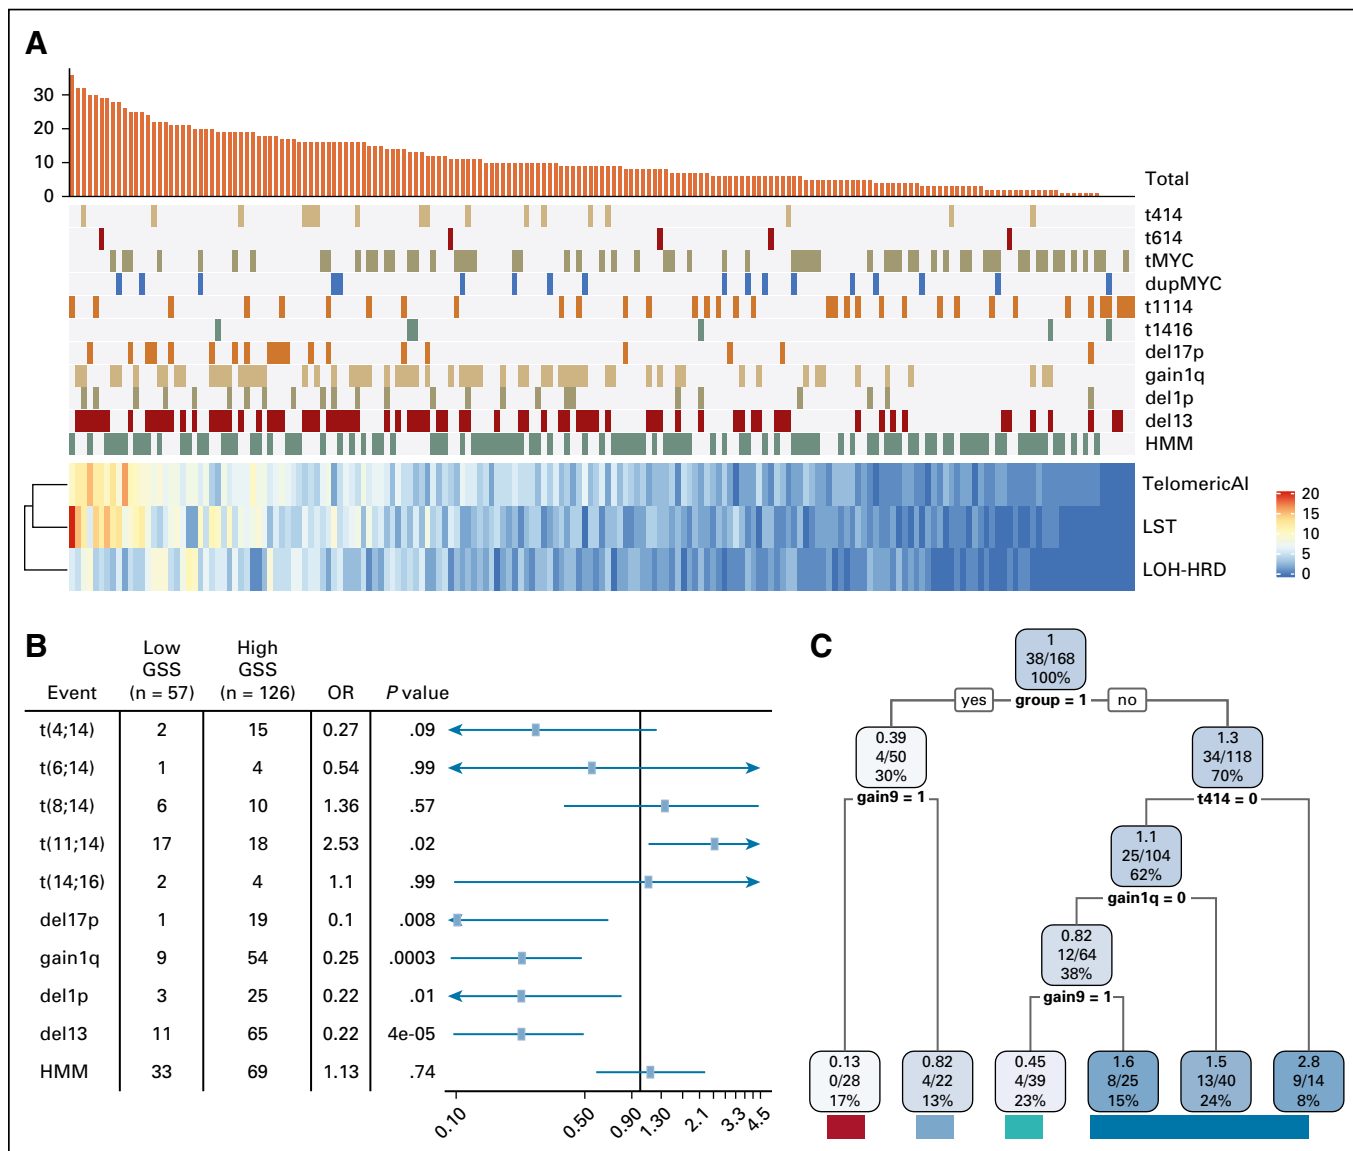 A
30
20
10
0
Total
t414
t614
tMYC
dupMYC
t1114
t1416
del17p
gain1q
del1p
del13
HMM
TelomericAI
LST
LOH-HRD
20
15
10
5
0
B
Low GSS (n = 57)
High GSS (n = 126)
Event Low GSS (n = 57) High GSS (n = 126) OR P value
t(4;14) 2 15 0.27 .09
t(6;14) 1 4 0.54 .99
t(8;14) 6 10 1.36 .57
t(11;14) 17 18 2.53 .02
t(14;16) 2 4 1.1 .99
del17p 1 19 0.1 .008
gain1q 9 54 0.25 .0003
del1p 3 25 0.22 .01
del13 11 65 0.22 4e-05
HMM 33 69 1.13 .74
0.10 0.50 0.90 1.30 2.1 3.3 4.5
C
1
38/168
100%
yes group = 1 no
0.39
4/50
30%
gain9 = 1
1.3
34/118
70%
t414 = 0
1.1
25/104
62%
gain1q = 0
0.82
12/64
38%
gain9 = 1
0.13
0/28
17%
0.82
4/22
13%
0.45
4/39
23%
1.6
8/25
15%
1.5
13/40
24%
2.8
9/14
8%